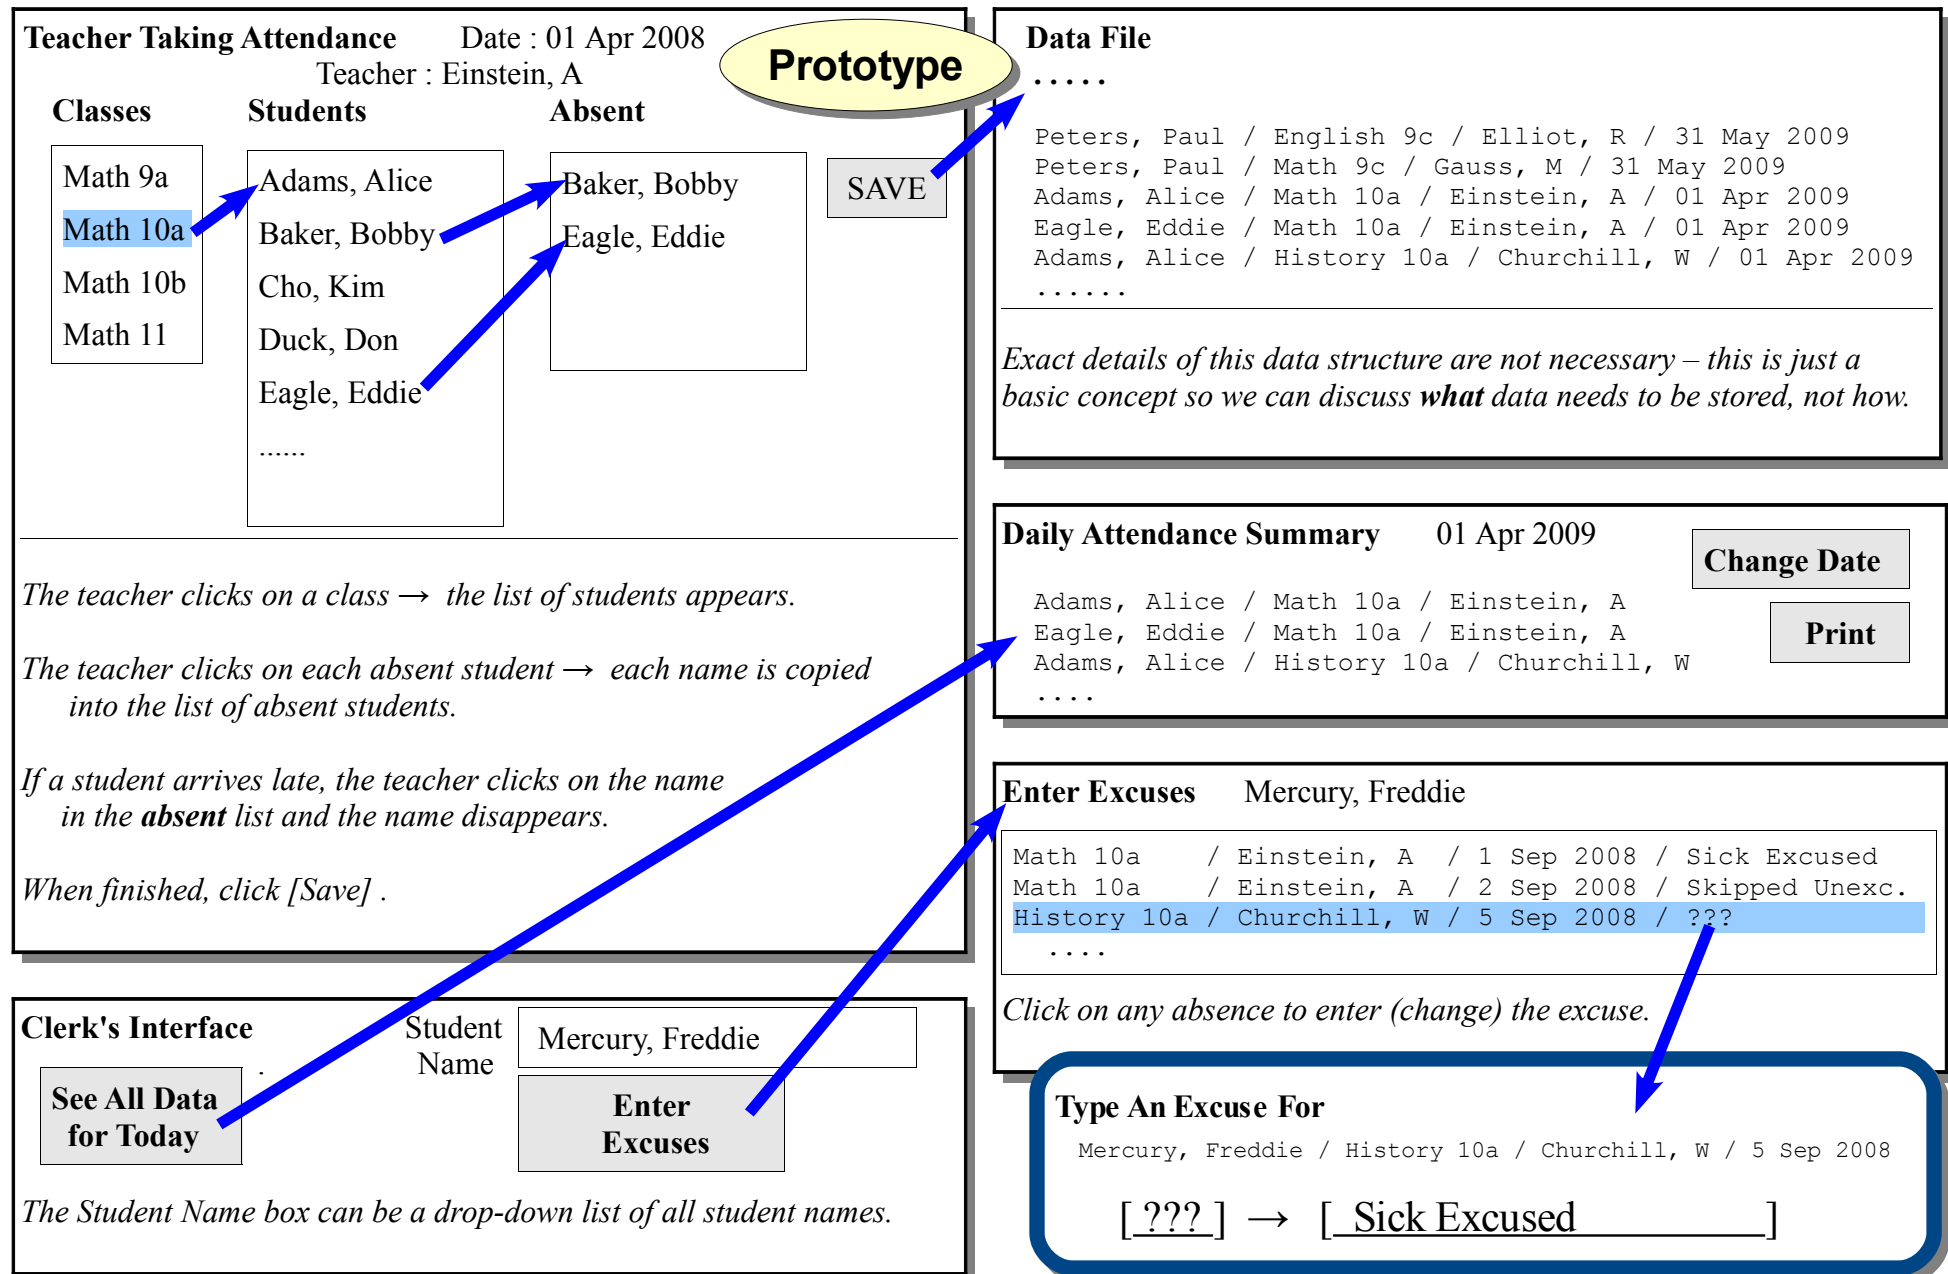 Teacher Taking Attendance Date : 01 Apr 2008
Teacher : Einstein, A
Prototype
Classes Students Absent
Math 9a
Math 10a
Math 10b
Math 11
Adams, Alice
Baker, Bobby
Cho, Kim
Duck, Don
Eagle, Eddie
......
Baker, Bobby
Eagle, Eddie
SAVE
The teacher clicks on a class → the list of students appears.
The teacher clicks on each absent student → each name is copied
into the list of absent students.
If a student arrives late, the teacher clicks on the name
in the absent list and the name disappears.
When finished, click [Save] .
Clerk's Interface
.
See All Data
for Today
Student
Name
Mercury, Freddie
Enter
Excuses
The Student Name box can be a drop-down list of all student names.
Data File
.....
Peters, Paul / English 9c / Elliot, R / 31 May 2009
Peters, Paul / Math 9c / Gauss, M / 31 May 2009
Adams, Alice / Math 10a / Einstein, A / 01 Apr 2009
Eagle, Eddie / Math 10a / Einstein, A / 01 Apr 2009
Adams, Alice / History 10a / Churchill, W / 01 Apr 2009
......
Exact details of this data structure are not necessary – this is just a
basic concept so we can discuss what data needs to be stored, not how.
Daily Attendance Summary 01 Apr 2009
Change Date
Print
Adams, Alice / Math 10a / Einstein, A
Eagle, Eddie / Math 10a / Einstein, A
Adams, Alice / History 10a / Churchill, W
....
Enter Excuses Mercury, Freddie
Math 10a / Einstein, A / 1 Sep 2008 / Sick Excused
Math 10a / Einstein, A / 2 Sep 2008 / Skipped Unexc.
History 10a / Churchill, W / 5 Sep 2008 / ???
....
Click on any absence to enter (change) the excuse.
Type An Excuse For
Mercury, Freddie / History 10a / Churchill, W / 5 Sep 2008
[ ??? ] → [ Sick Excused ]